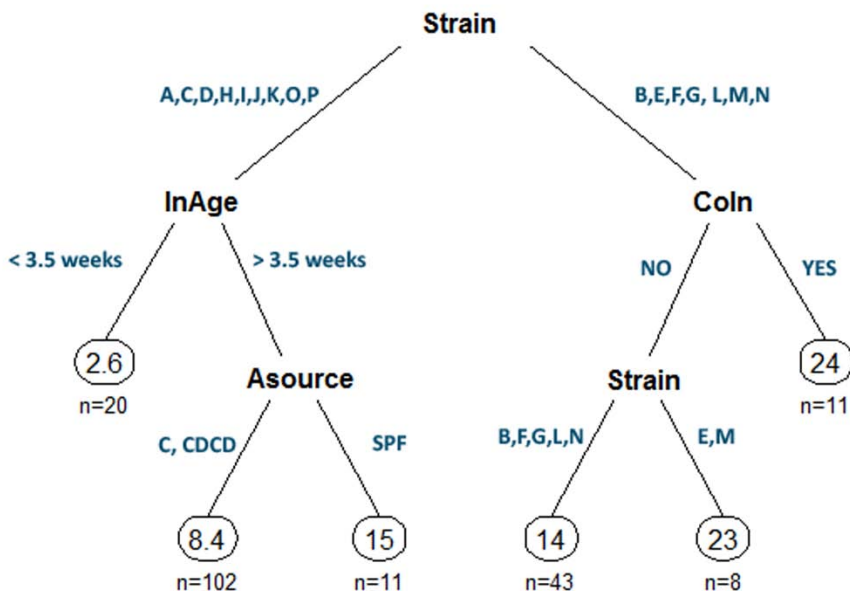 Strain
A,C,D,H,I,J,K,O,P
B,E,F,G, L,M,N
InAge
CoIn
< 3.5 weeks
> 3.5 weeks
NO
YES
2.6
n=20
Asource
Strain
24
n=11
C, CDCD
SPF
B,F,G,L,N
E,M
8.4
15
14
23
n=102
n=11
n=43
n=8